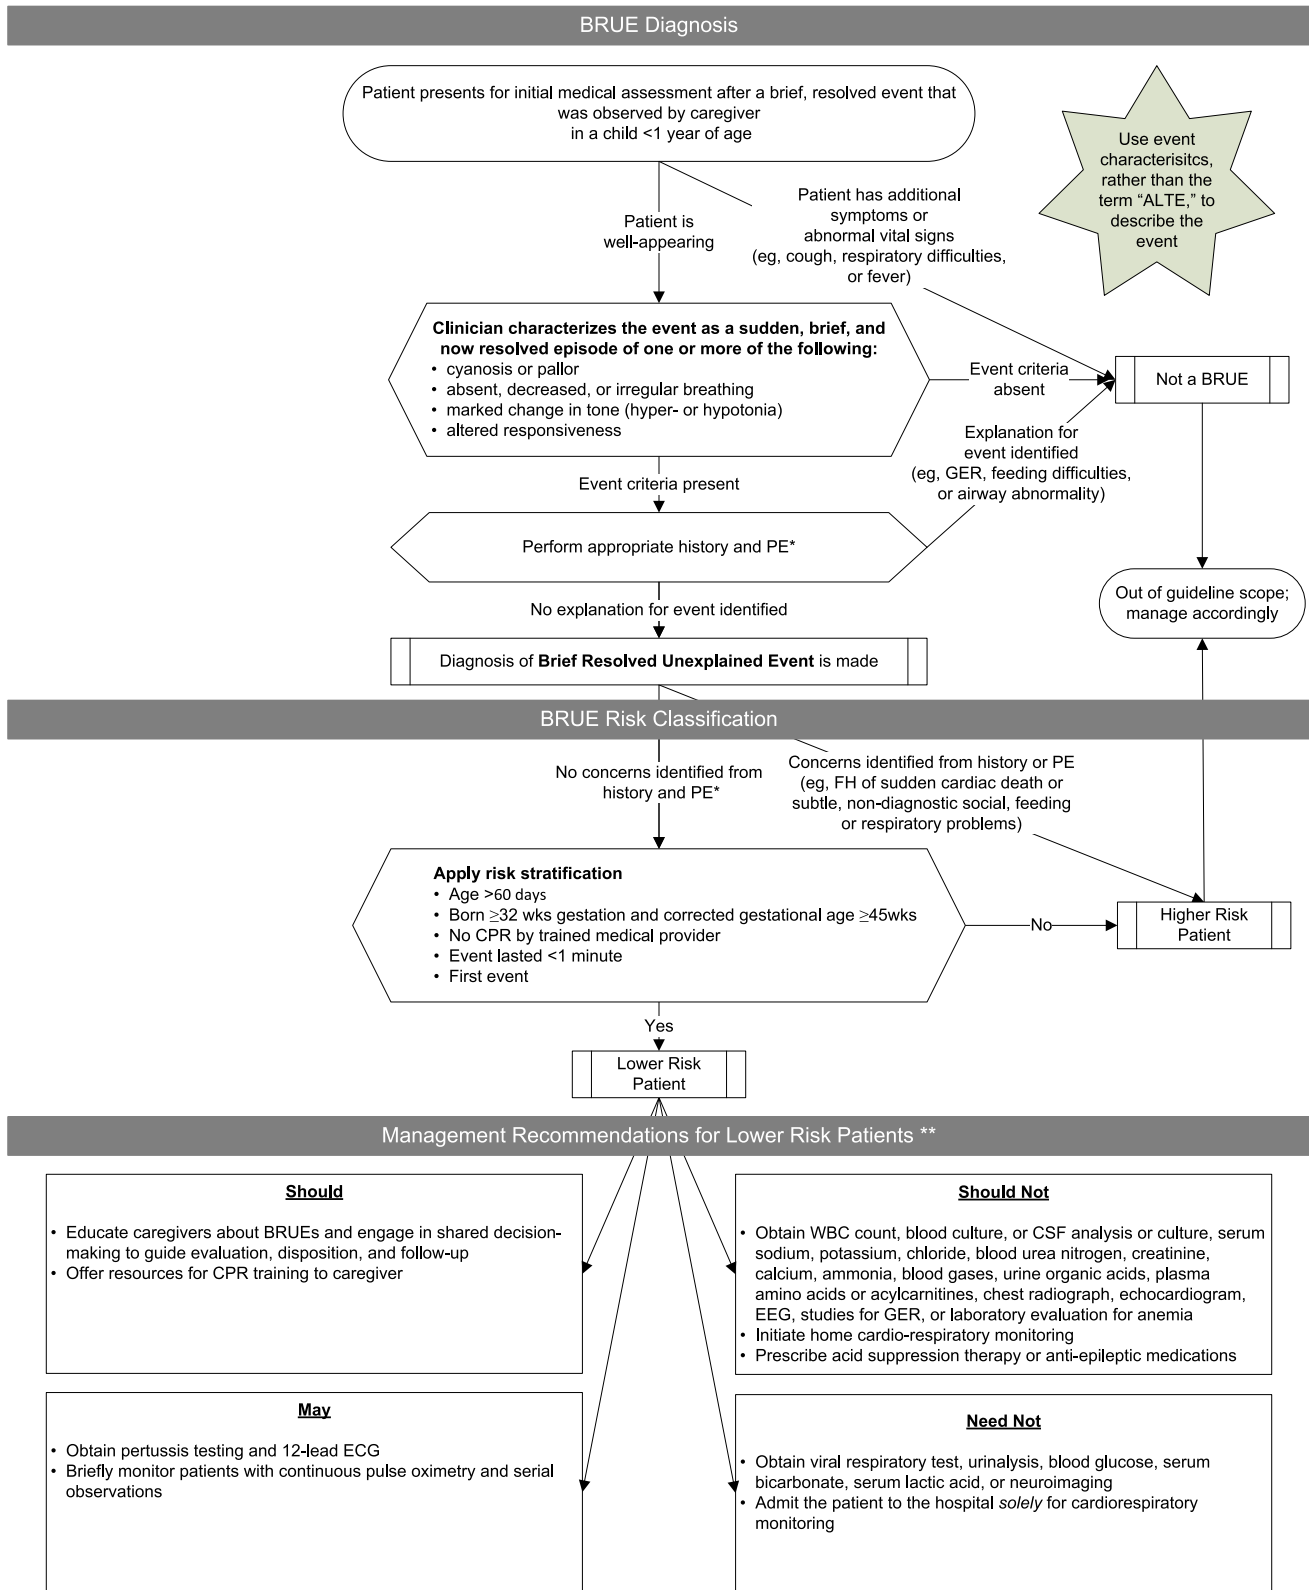 BRUE Diagnosis
Patient presents for initial medical assessment after a brief, resolved event that
was observed by caregiver
in a child <1 year of age
Use event
characterisitcs,
rather than the
term “ALTE,” to
describe the
event
Patient is
well-appearing
Patient has additional
symptoms or
abnormal vital signs
(eg, cough, respiratory difficulties,
or fever)
Clinician characterizes the event as a sudden, brief, and
now resolved episode of one or more of the following:
• cyanosis or pallor
• absent, decreased, or irregular breathing
• marked change in tone (hyper- or hypotonia)
• altered responsiveness
Event criteria
absent
Not a BRUE
Explanation for
event identified
(eg, GER, feeding difficulties,
or airway abnormality)
Event criteria present
Perform appropriate history and PE*
No explanation for event identified
Out of guideline scope;
manage accordingly
Diagnosis of Brief Resolved Unexplained Event is made
BRUE Risk Classification
No concerns identified from
history and PE*
Concerns identified from history or PE
(eg, FH of sudden cardiac death or
subtle, non-diagnostic social, feeding
or respiratory problems)
Apply risk stratification
• Age >60 days
• Born ≥32 wks gestation and corrected gestational age ≥45wks
• No CPR by trained medical provider
• Event lasted <1 minute
• First event
No
Higher Risk
Patient
Yes
Lower Risk
Patient
Management Recommendations for Lower Risk Patients **
Should
• Educate caregivers about BRUEs and engage in shared decision-
making to guide evaluation, disposition, and follow-up
• Offer resources for CPR training to caregiver
Should Not
• Obtain WBC count, blood culture, or CSF analysis or culture, serum
sodium, potassium, chloride, blood urea nitrogen, creatinine,
calcium, ammonia, blood gases, urine organic acids, plasma
amino acids or acylcarnitines, chest radiograph, echocardiogram,
EEG, studies for GER, or laboratory evaluation for anemia
• Initiate home cardio-respiratory monitoring
• Prescribe acid suppression therapy or anti-epileptic medications
May
• Obtain pertussis testing and 12-lead ECG
• Briefly monitor patients with continuous pulse oximetry and serial
observations
Need Not
• Obtain viral respiratory test, urinalysis, blood glucose, serum
bicarbonate, serum lactic acid, or neuroimaging
• Admit the patient to the hospital solely for cardiorespiratory
monitoring